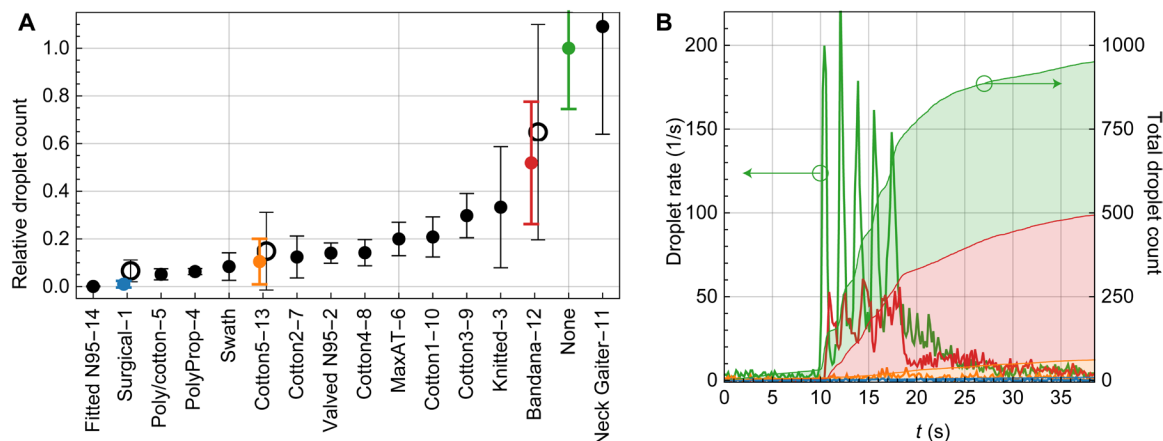 A
Relative droplet count
1.0
0.8
0.6
0.4
0.2
0.0
Fitted N95–14
Surgical–1
Poly/cotton–5
PolyProp–4
Swath
Cotton5–13
Cotton2–7
Valved N95–2
Cotton4–8
MaxAT–6
Cotton1–10
Cotton3–9
Knitted–3
Bandana–12
None
Neck Gaiter–11
B
Droplet rate (1/s)
200
150
100
50
0
0 5 10 15 20 25 30 35
t (s)
1000
750
500
250
0
Total droplet count